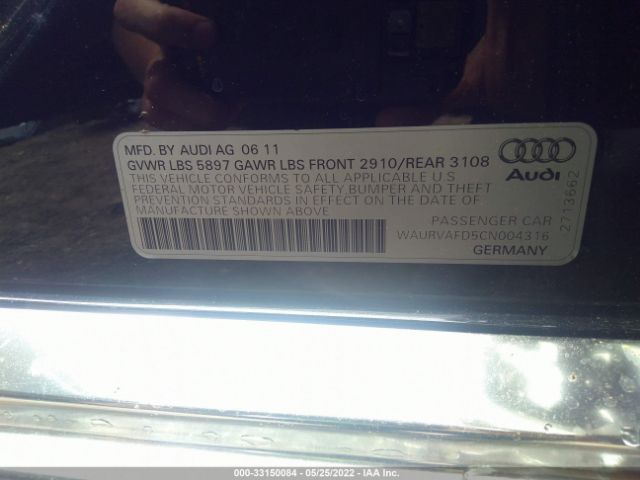 MFD. BY AUDI AG 06 11
GVWR LBS 5897 GAWR LBS FRONT 2910/REAR 3108
THIS VEHICLE CONFORMS TO ALL APPLICABLE U.S
FEDERAL MOTOR VEHICLE SAFETY,BUMPER AND THEFT
PREVENTION STANDARDS IN EFFECT ON THE DATE OF
MANUFACTURE SHOWN ABOVE
Audi
2713662
PASSENGER CAR
WAURVAFD5CN004316
GERMANY
000-33150084 - 05/25/2022 - IAA Inc.